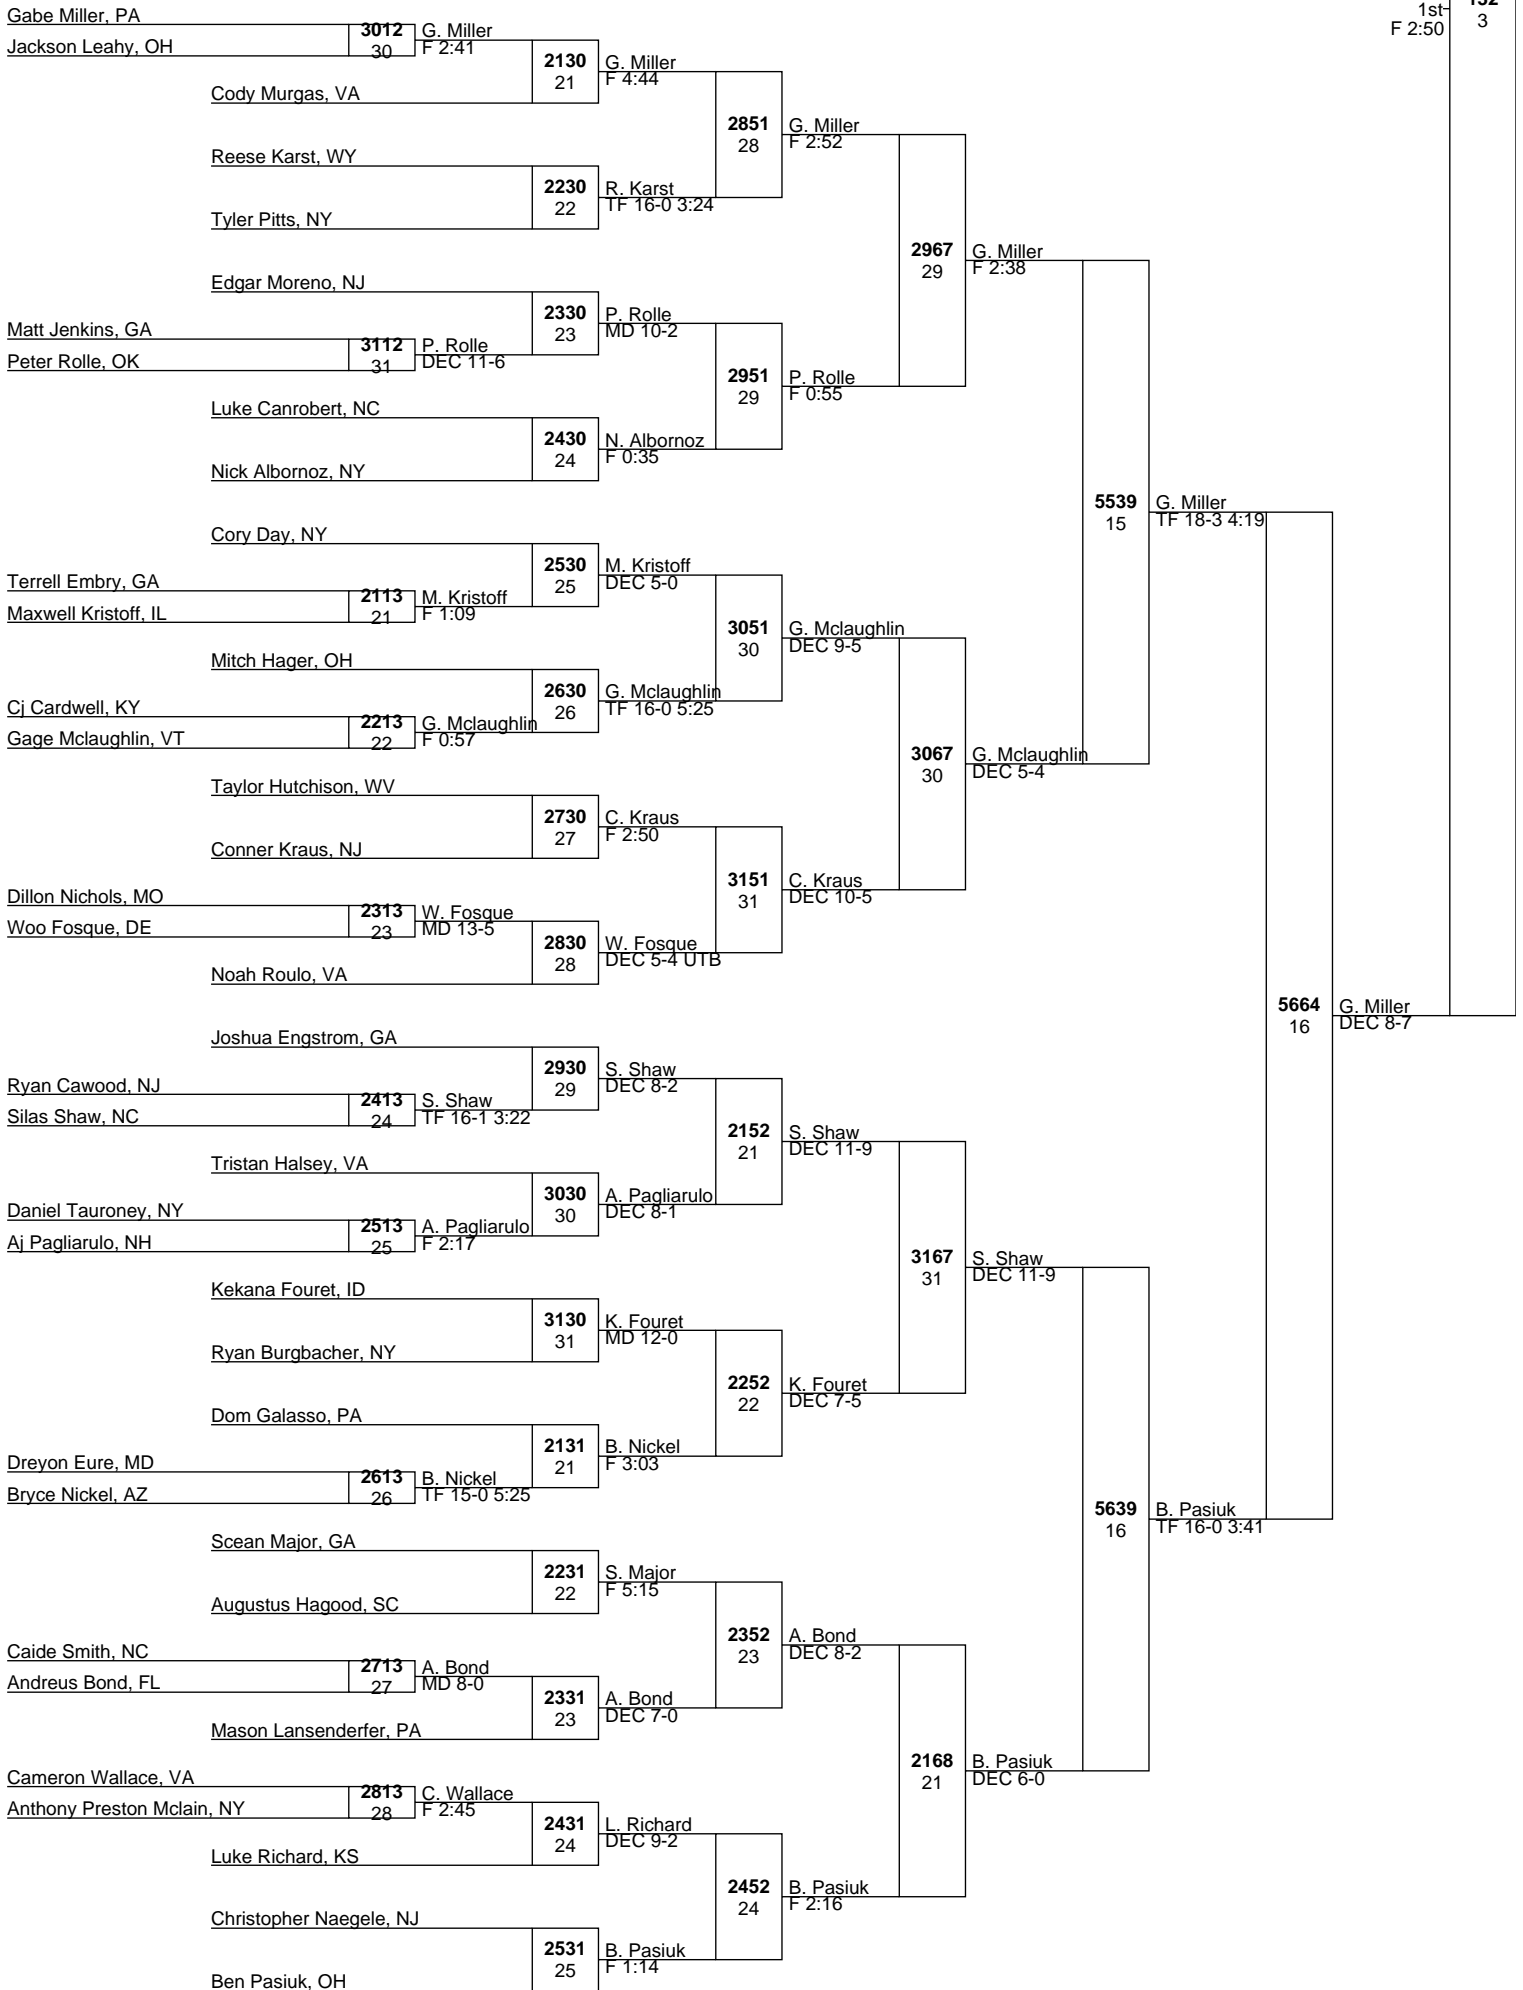 Gabe Miller, PA
1st
3
F 2:50
3012
G. Miller
Jackson Leahy, OH
30
F 2:41
2130
G. Miller
21
F 4:44
Cody Murgas, VA
2851
G. Miller
28
F 2:52
Reese Karst, WY
2230
R. Karst
22
TF 16-0 3:24
Tyler Pitts, NY
2967
G. Miller
29
F 2:38
Edgar Moreno, NJ
2330
P. Rolle
23
MD 10-2
Matt Jenkins, GA
3112
P. Rolle
Peter Rolle, OK
31
DEC 11-6
2951
P. Rolle
29
F 0:55
Luke Canrobert, NC
2430
N. Albornoz
24
F 0:35
Nick Albornoz, NY
5539
G. Miller
15
TF 18-3 4:19
Cory Day, NY
2530
M. Kristoff
25
DEC 5-0
Terrell Embry, GA
2113
M. Kristoff
Maxwell Kristoff, IL
21
F 1:09
3051
G. Mclaughlin
30
DEC 9-5
Mitch Hager, OH
2630
G. Mclaughlin
26
TF 16-0 5:25
Cj Cardwell, KY
2213
G. Mclaughlin
Gage Mclaughlin, VT
22
F 0:57
3067
G. Mclaughlin
30
DEC 5-4
Taylor Hutchison, WV
2730
C. Kraus
27
F 2:50
Conner Kraus, NJ
3151
C. Kraus
31
DEC 10-5
Dillon Nichols, MO
2313
W. Fosque
Woo Fosque, DE
23
MD 13-5
2830
W. Fosque
28
DEC 5-4 UTB
Noah Roulo, VA
5664
G. Miller
16
DEC 8-7
Joshua Engstrom, GA
2930
S. Shaw
29
DEC 8-2
Ryan Cawood, NJ
2413
S. Shaw
Silas Shaw, NC
24
TF 16-1 3:22
2152
S. Shaw
21
DEC 11-9
Tristan Halsey, VA
3030
A. Pagliarulo
30
DEC 8-1
Daniel Tauroney, NY
2513
A. Pagliarulo
Aj Pagliarulo, NH
25
F 2:17
3167
S. Shaw
31
DEC 11-9
Kekana Fouret, ID
3130
K. Fouret
31
MD 12-0
Ryan Burgbacher, NY
2252
K. Fouret
22
DEC 7-5
Dom Galasso, PA
2131
B. Nickel
21
F 3:03
Dreyon Eure, MD
2613
B. Nickel
Bryce Nickel, AZ
26
TF 15-0 5:25
5639
B. Pasiuk
16
TF 16-0 3:41
Scean Major, GA
2231
S. Major
22
F 5:15
Augustus Hagood, SC
2352
A. Bond
23
DEC 8-2
Caide Smith, NC
2713
A. Bond
Andreus Bond, FL
27
MD 8-0
2331
A. Bond
23
DEC 7-0
Mason Lansenderfer, PA
2168
B. Pasiuk
21
DEC 6-0
Cameron Wallace, VA
2813
C. Wallace
Anthony Preston Mclain, NY
28
F 2:45
2431
L. Richard
24
DEC 9-2
Luke Richard, KS
2452
B. Pasiuk
24
F 2:16
Christopher Naegele, NJ
2531
B. Pasiuk
25
F 1:14
Ben Pasiuk, OH